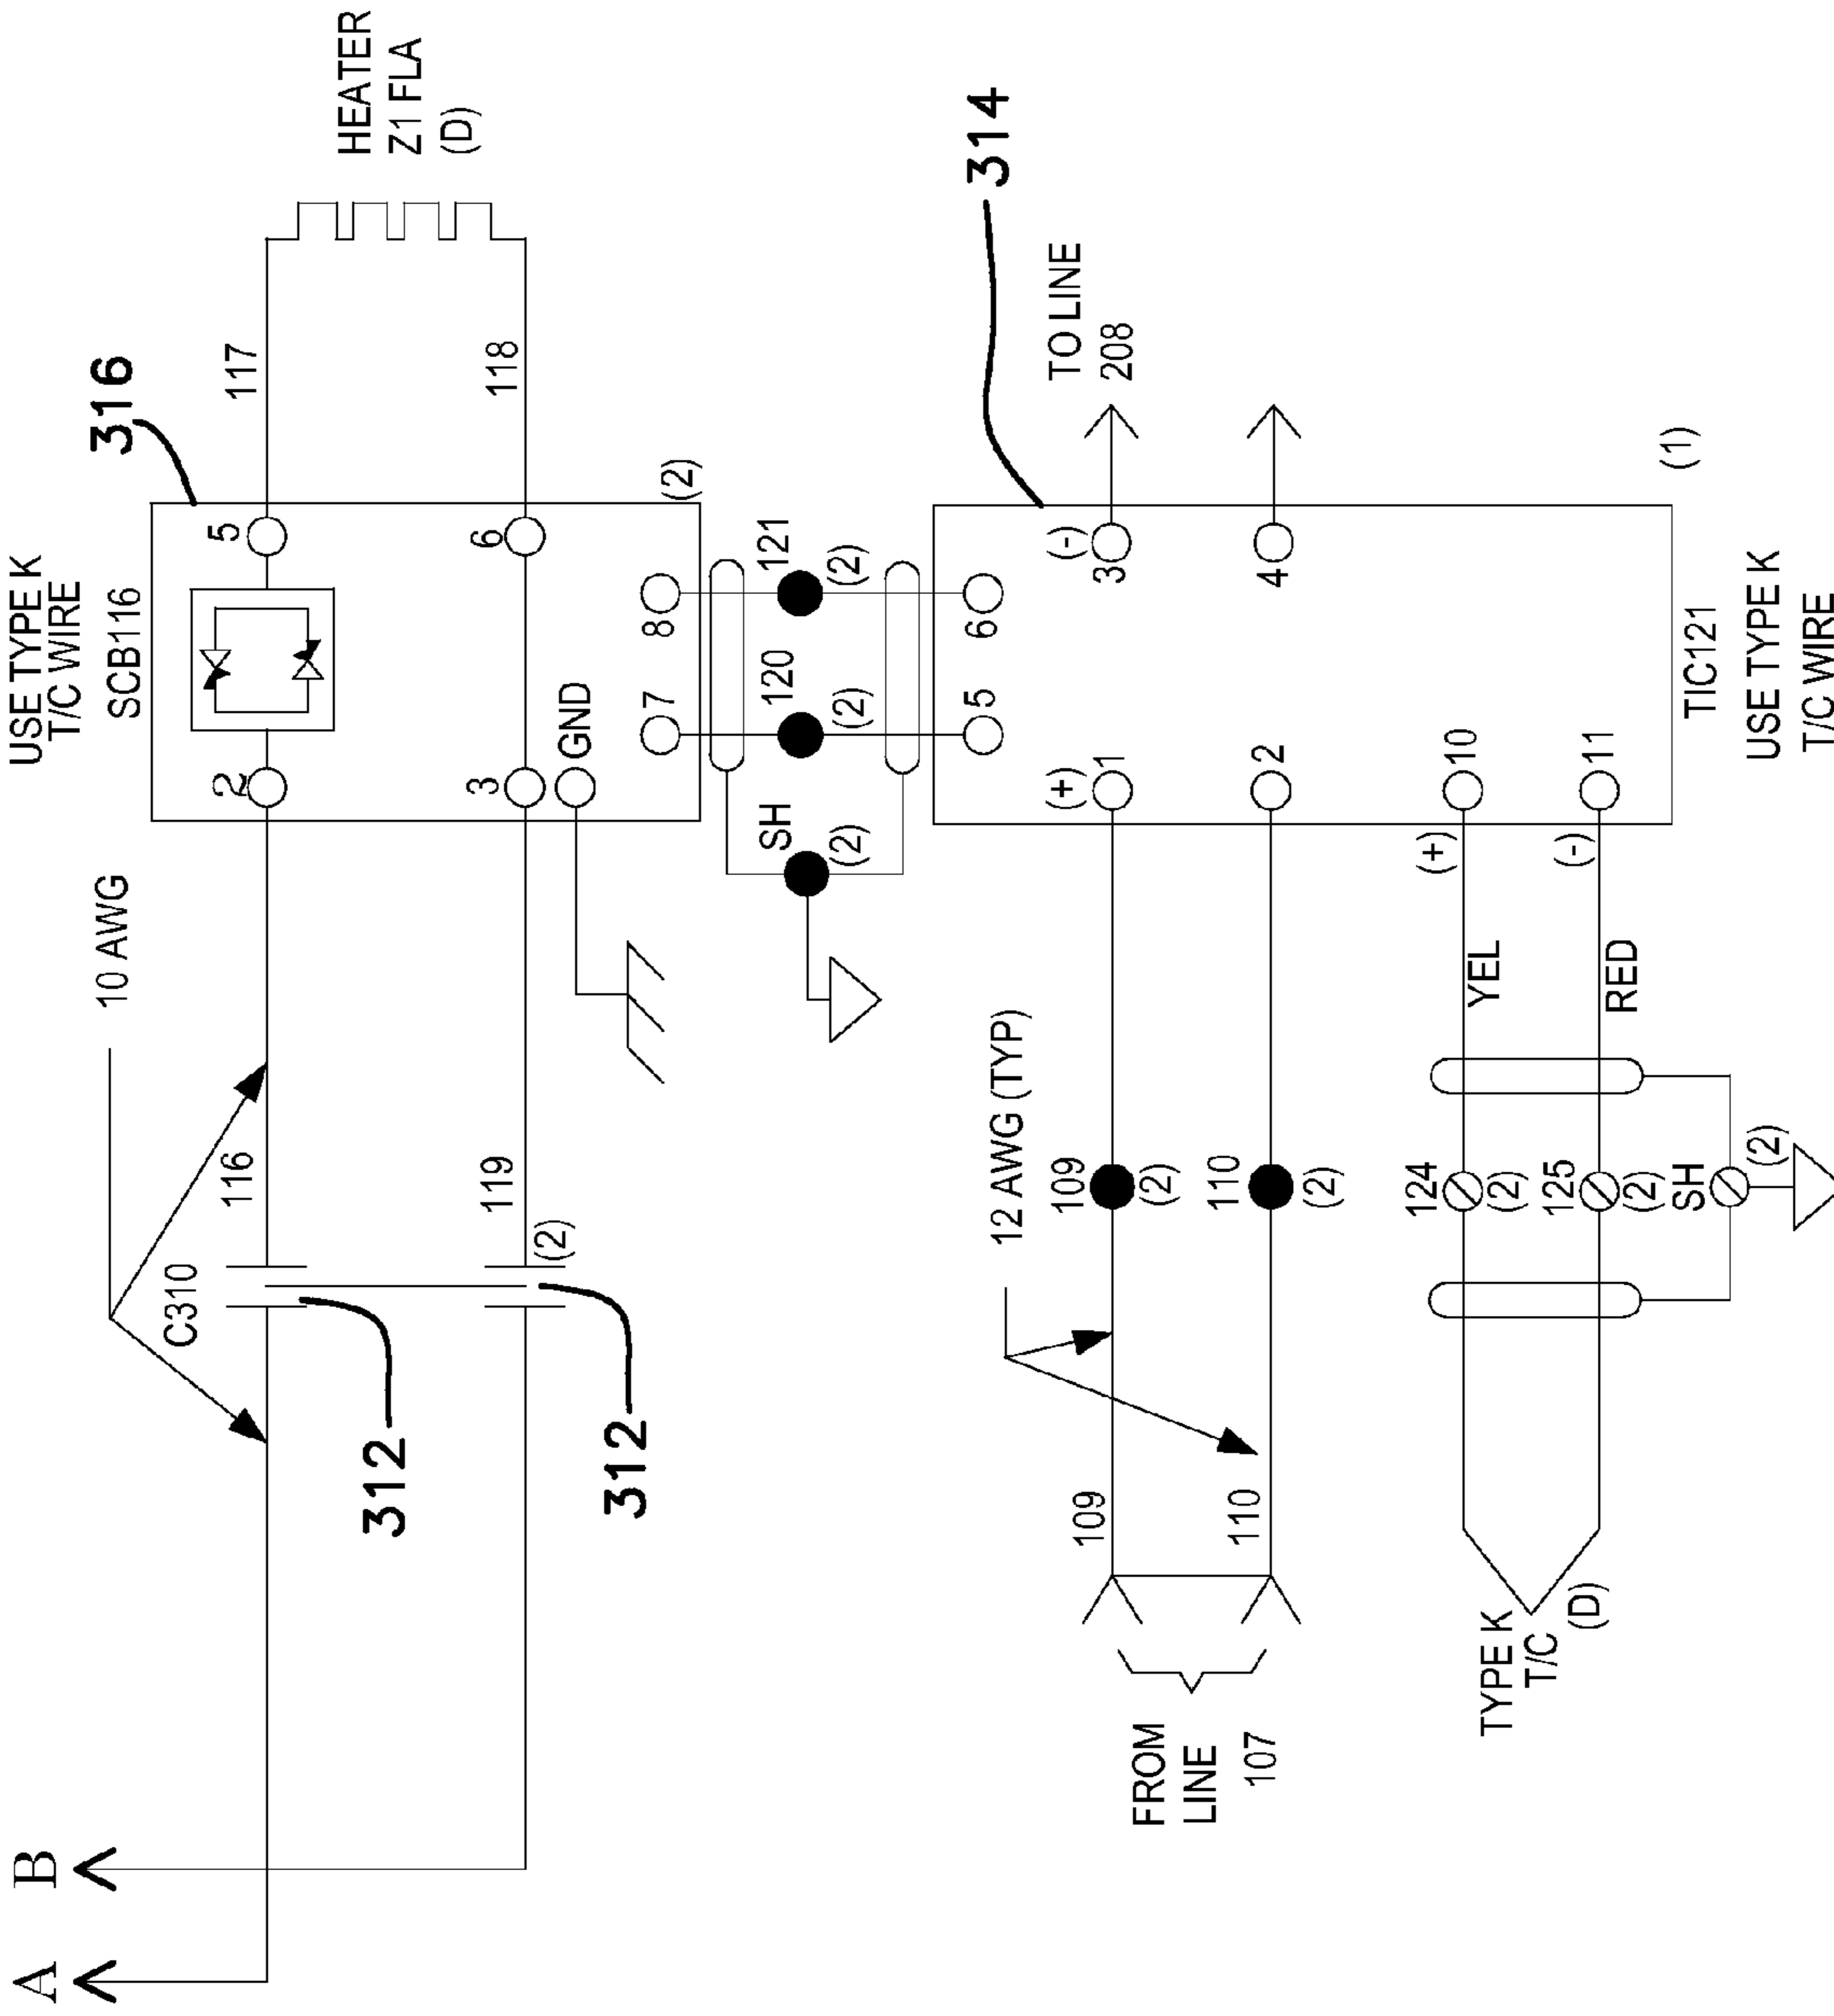 A
B
USE TYPE K
T/C WIRE
SCB116
316
10 AWG
C310
116
2
5
117
HEATER
Z1 FLA
(D)
312
119
(2)
3
6
118
GND
312
7
8
(2)
SH
(2)
120
(2)
121
(2)
314
12 AWG (TYP)
5
6
FROM
LINE
107
109
109
(2)
(+)
1
(-)
3
TO LINE
208
110
110
(2)
2
4
TYPE K
T/C
(D)
124
(2)
YEL
(+)
10
125
(2)
RED
(-)
11
(1)
SH
(2)
TIC121
USE TYPE K
T/C WIRE